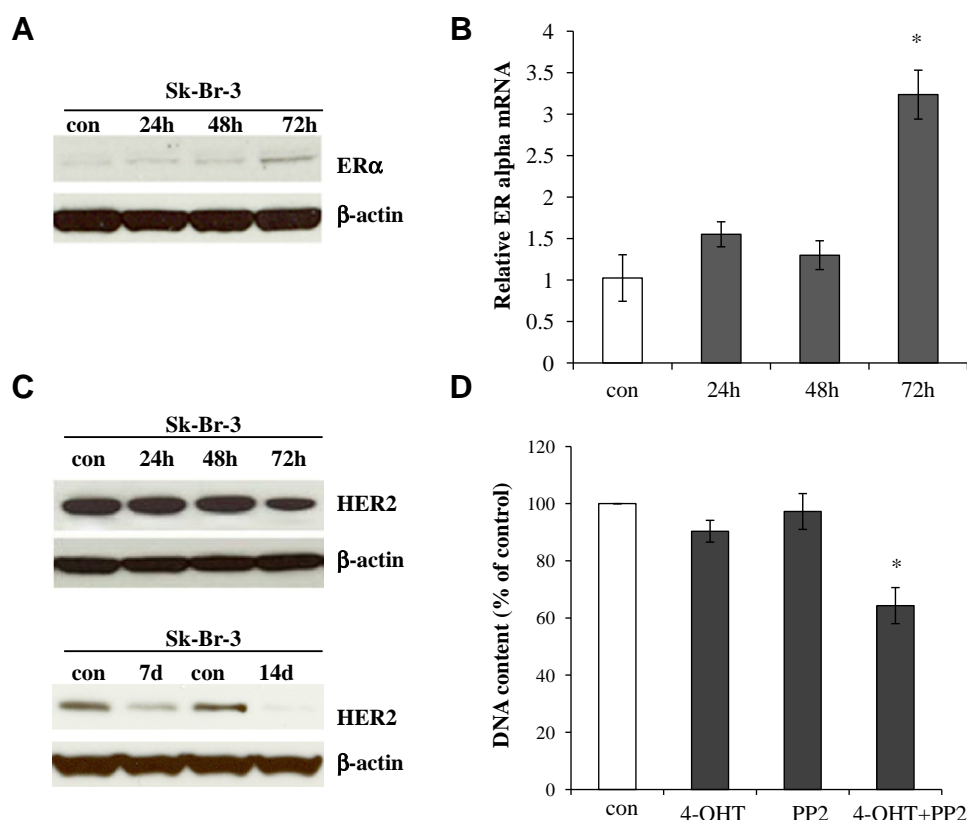 A
Sk-Br-3
con 24h 48h 72h
ERα
β-actin
B
Relative ER alpha mRNA
4
3.5
3
2.5
2
1.5
1
0.5
0
*
con 24h 48h 72h
C
Sk-Br-3
con 24h 48h 72h
HER2
β-actin
Sk-Br-3
con 7d con 14d
HER2
β-actin
D
DNA content (% of control)
120
100
80
60
40
20
0
*
con 4-OHT PP2 4-OHT+PP2